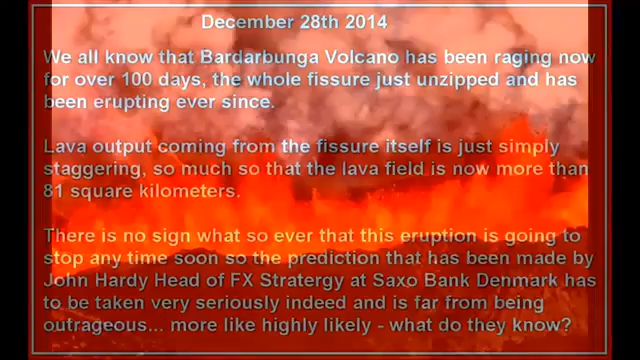 December 28th 2014
We all know that Bardarbunga Volcano has been raging now
for over 100 days, the whole fissure just unzipped and has
been erupting ever since.
Lava output coming from the fissure itself is just simply
staggering, so much so that the lava field is now more than
81 square kilometers.
There is no sign what so ever that this eruption is going to
stop any time soon so the prediction that has been made by
John Hardy Head of FX Stratergy at Saxo Bank Denmark has
to be taken very seriously indeed and is far from being
outrageous... more like highly likely - what do they know?